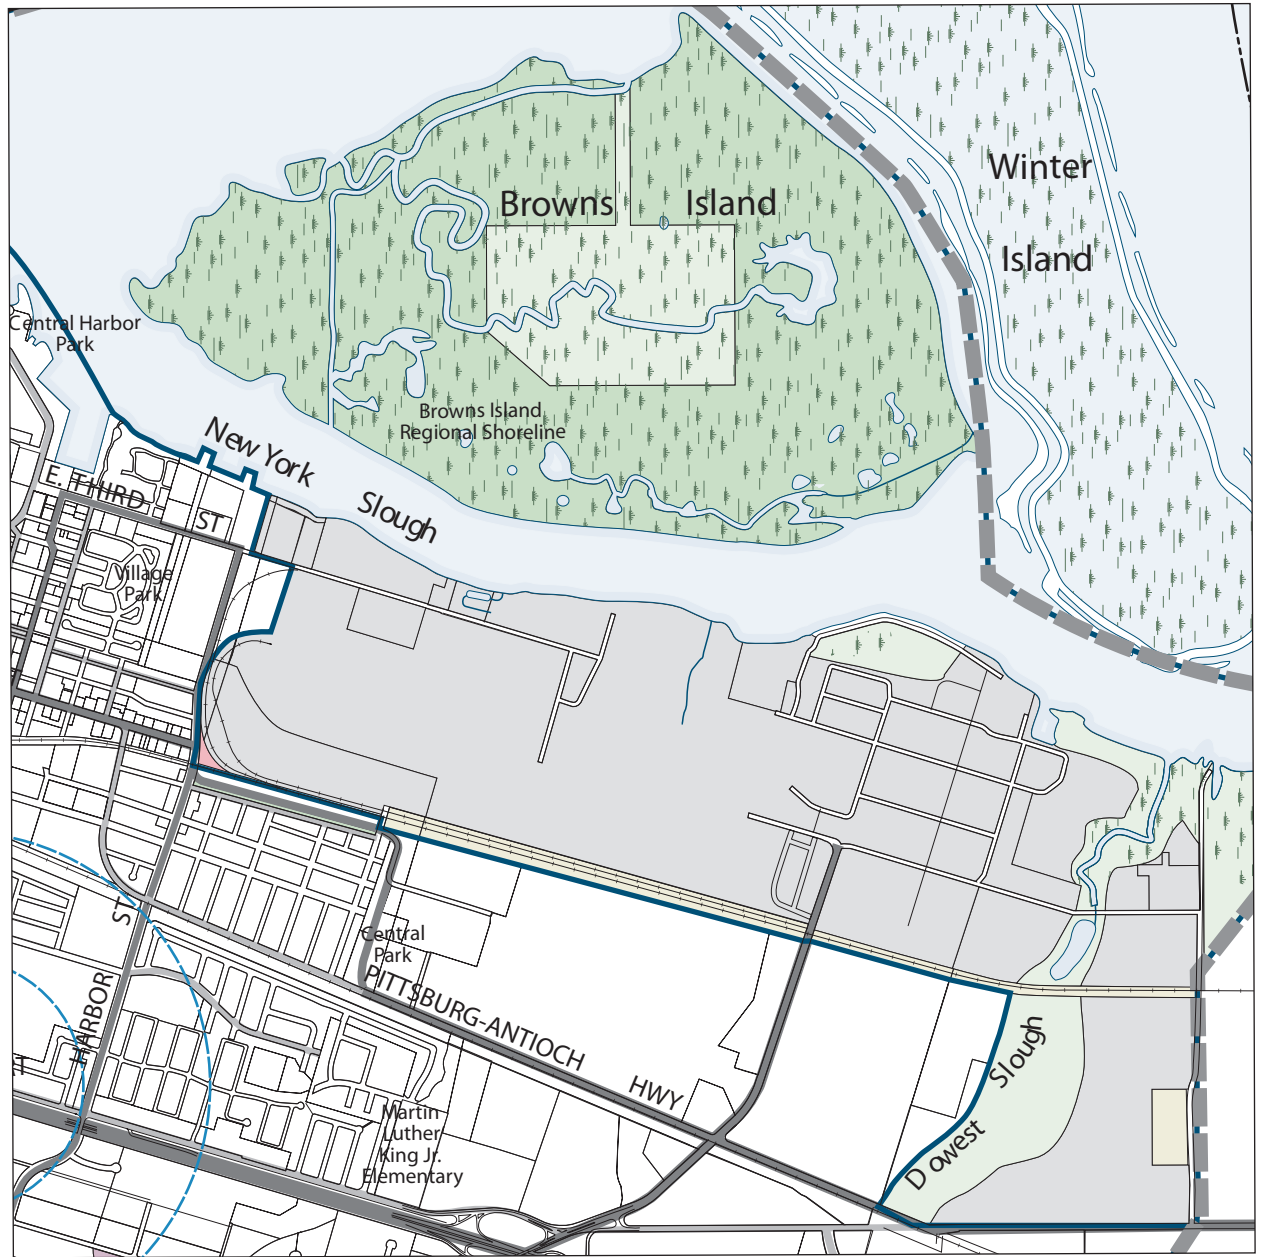 Winter
Island
Browns Island
Central Harbor
Park
Browns Island
Regional Shoreline
New York Slough
E. THIRD ST
Village
Park
Central
Park
HARBOR ST
PITTSBURG-ANTIOCH HWY
Dowest Slough
Martin
Luther
King Jr.
Elementary
T